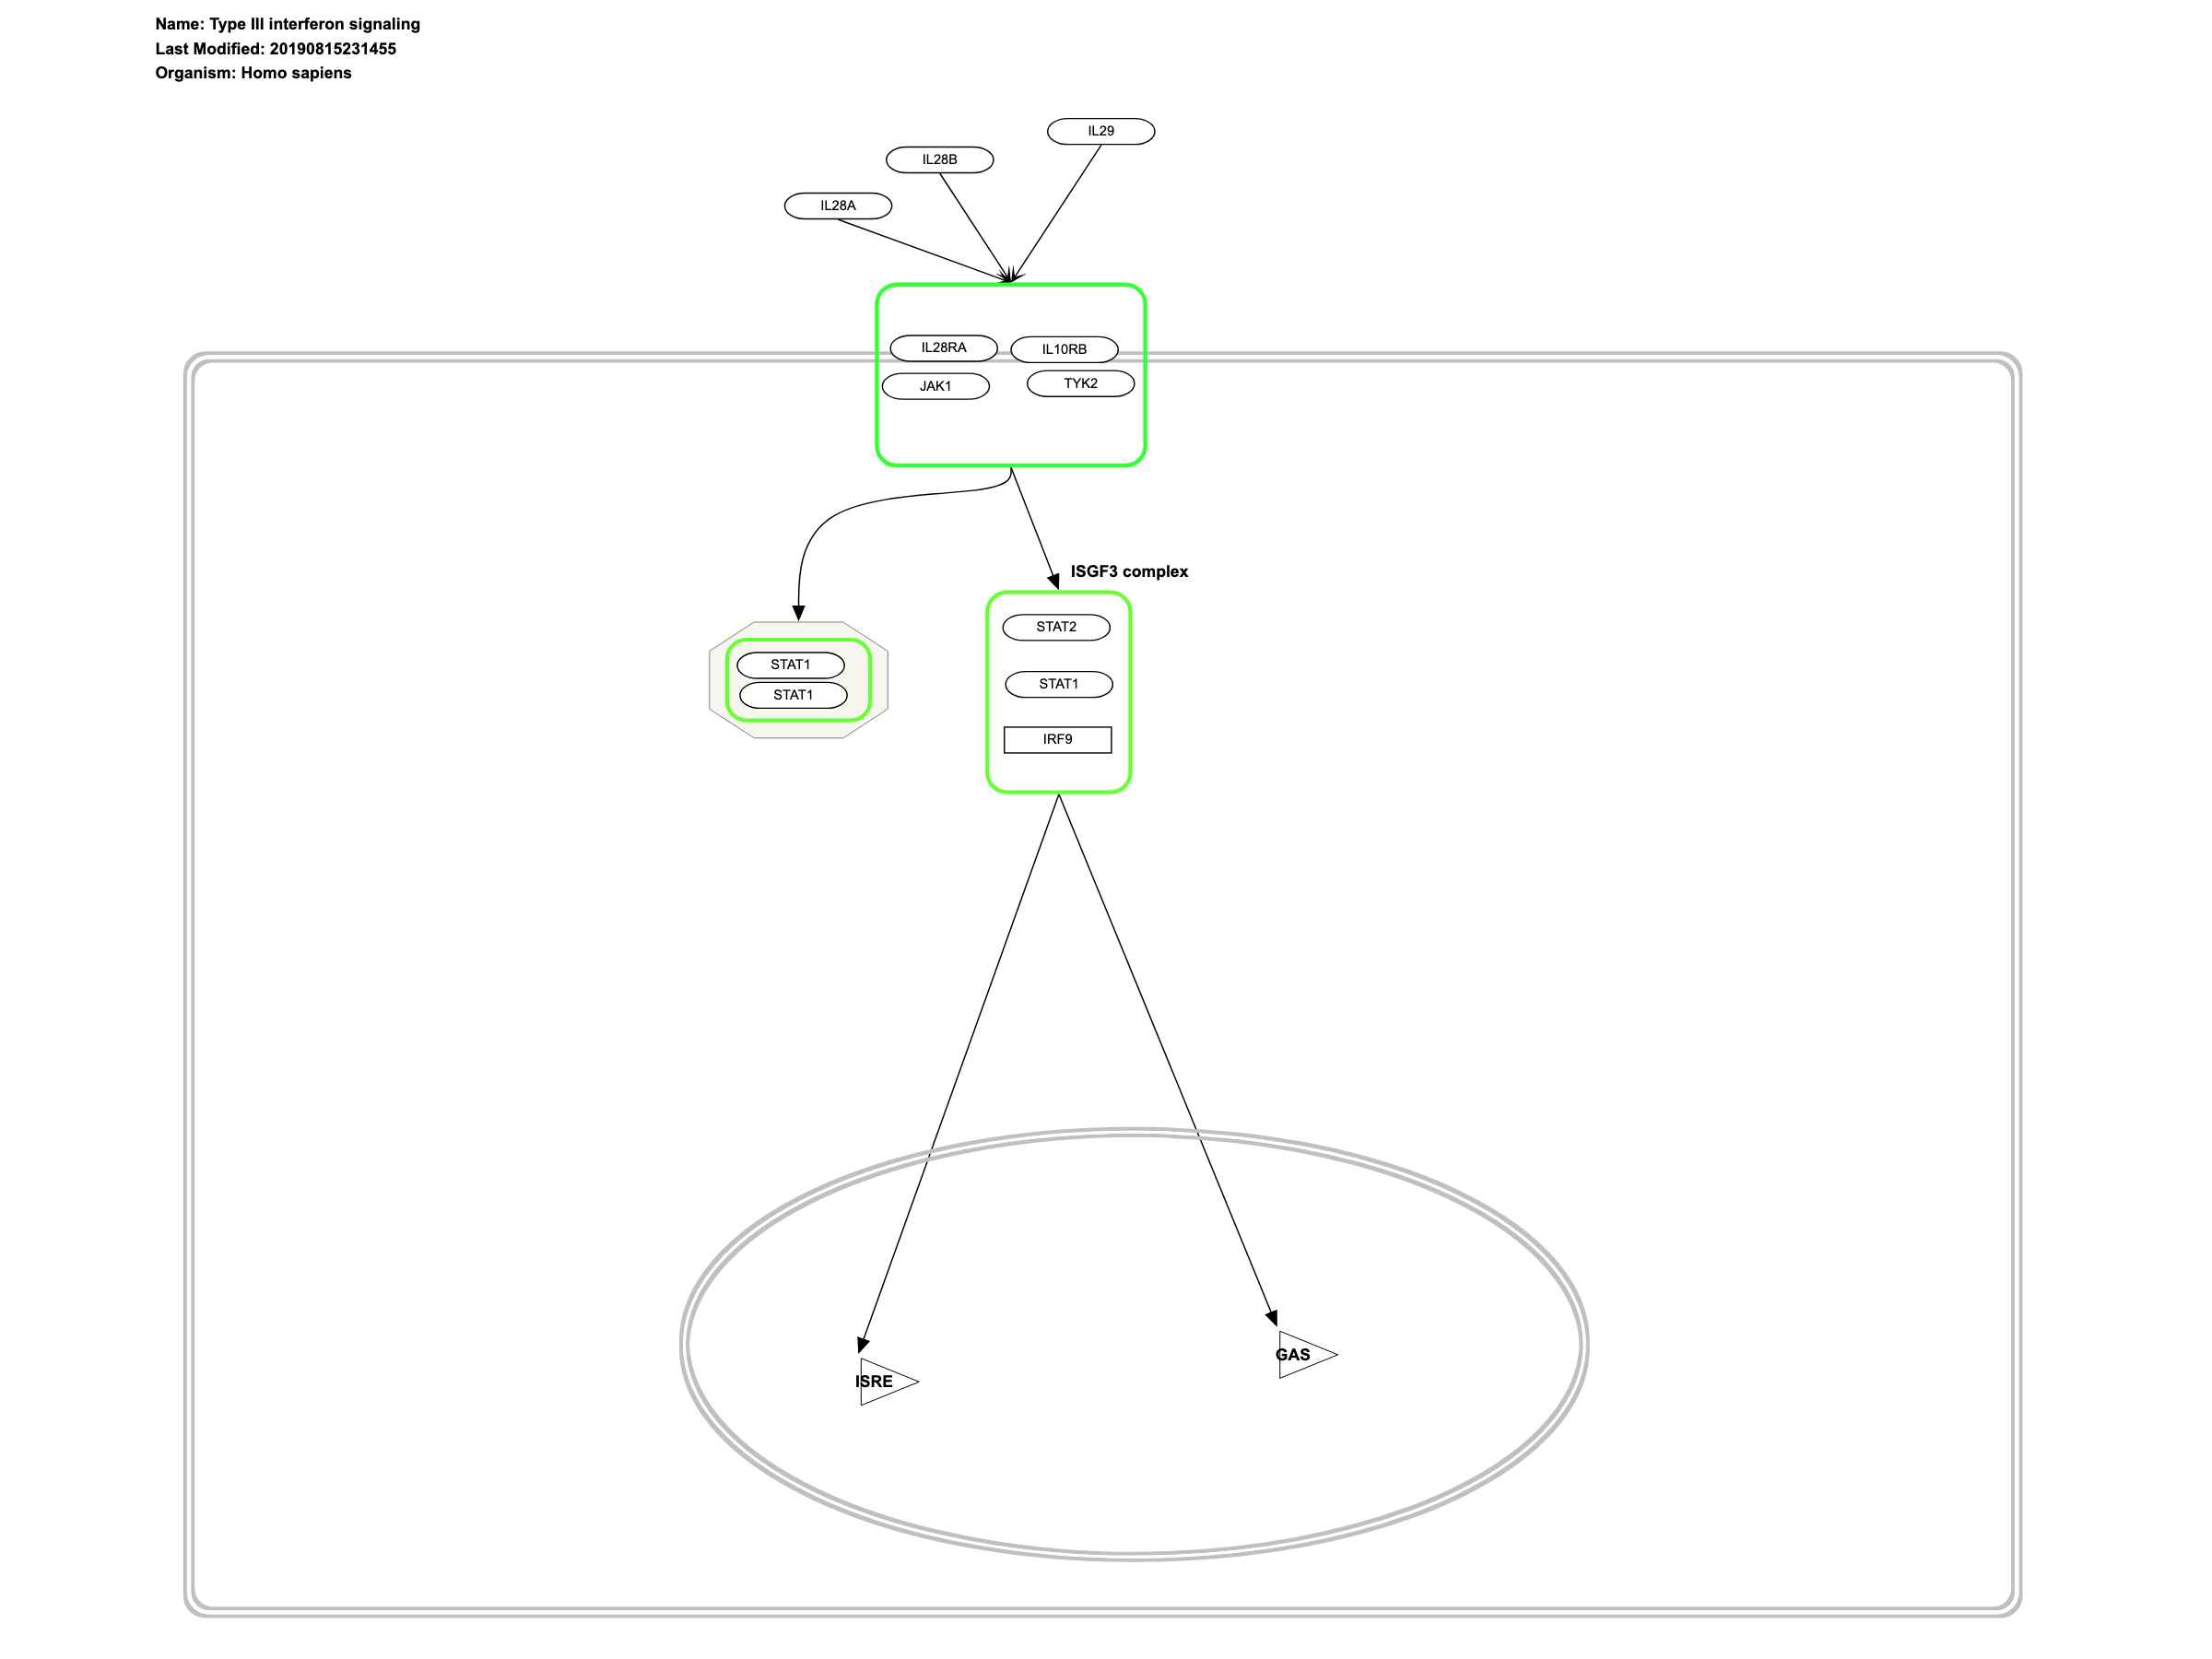 Name: Type III interferon signaling
Last Modified: 20190815231455
Organism: Homo sapiens
IL29
IL28B
IL28A
IL28RA
IL10RB
JAK1
TYK2
ISGF3 complex
STAT2
STAT1
STAT1
STAT1
IRF9
GAS
ISRE